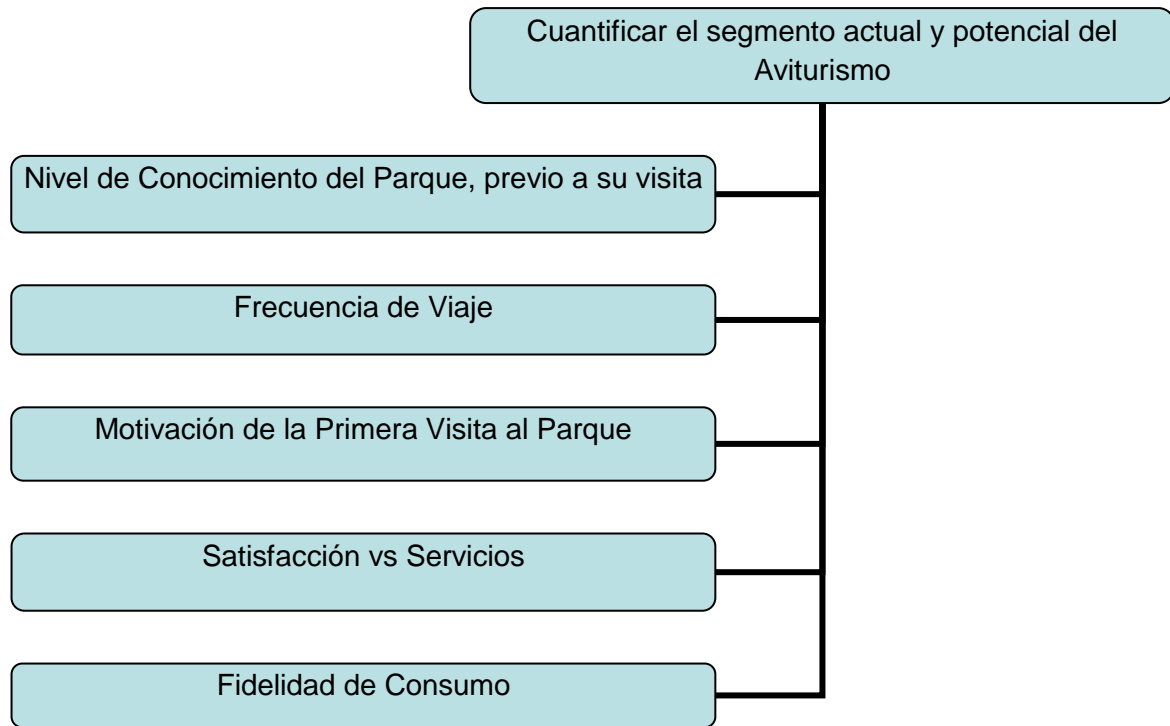 Cuantificar el segmento actual y potencial del
Aviturismo
Nivel de Conocimiento del Parque, previo a su visita
Frecuencia de Viaje
Motivación de la Primera Visita al Parque
Satisfacción vs Servicios
Fidelidad de Consumo